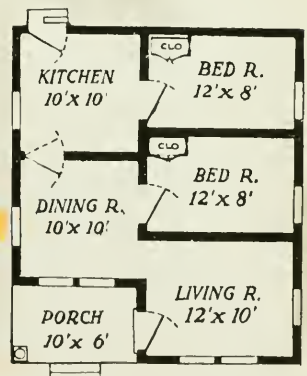 CLO
KITCHEN
10'x 10'
BED R.
12'x 8'
CLO
BED R.
12'x 8'
DINING R.
10'x 10'
LIVING R.
12'x 10'
PORCH
10'x 6'